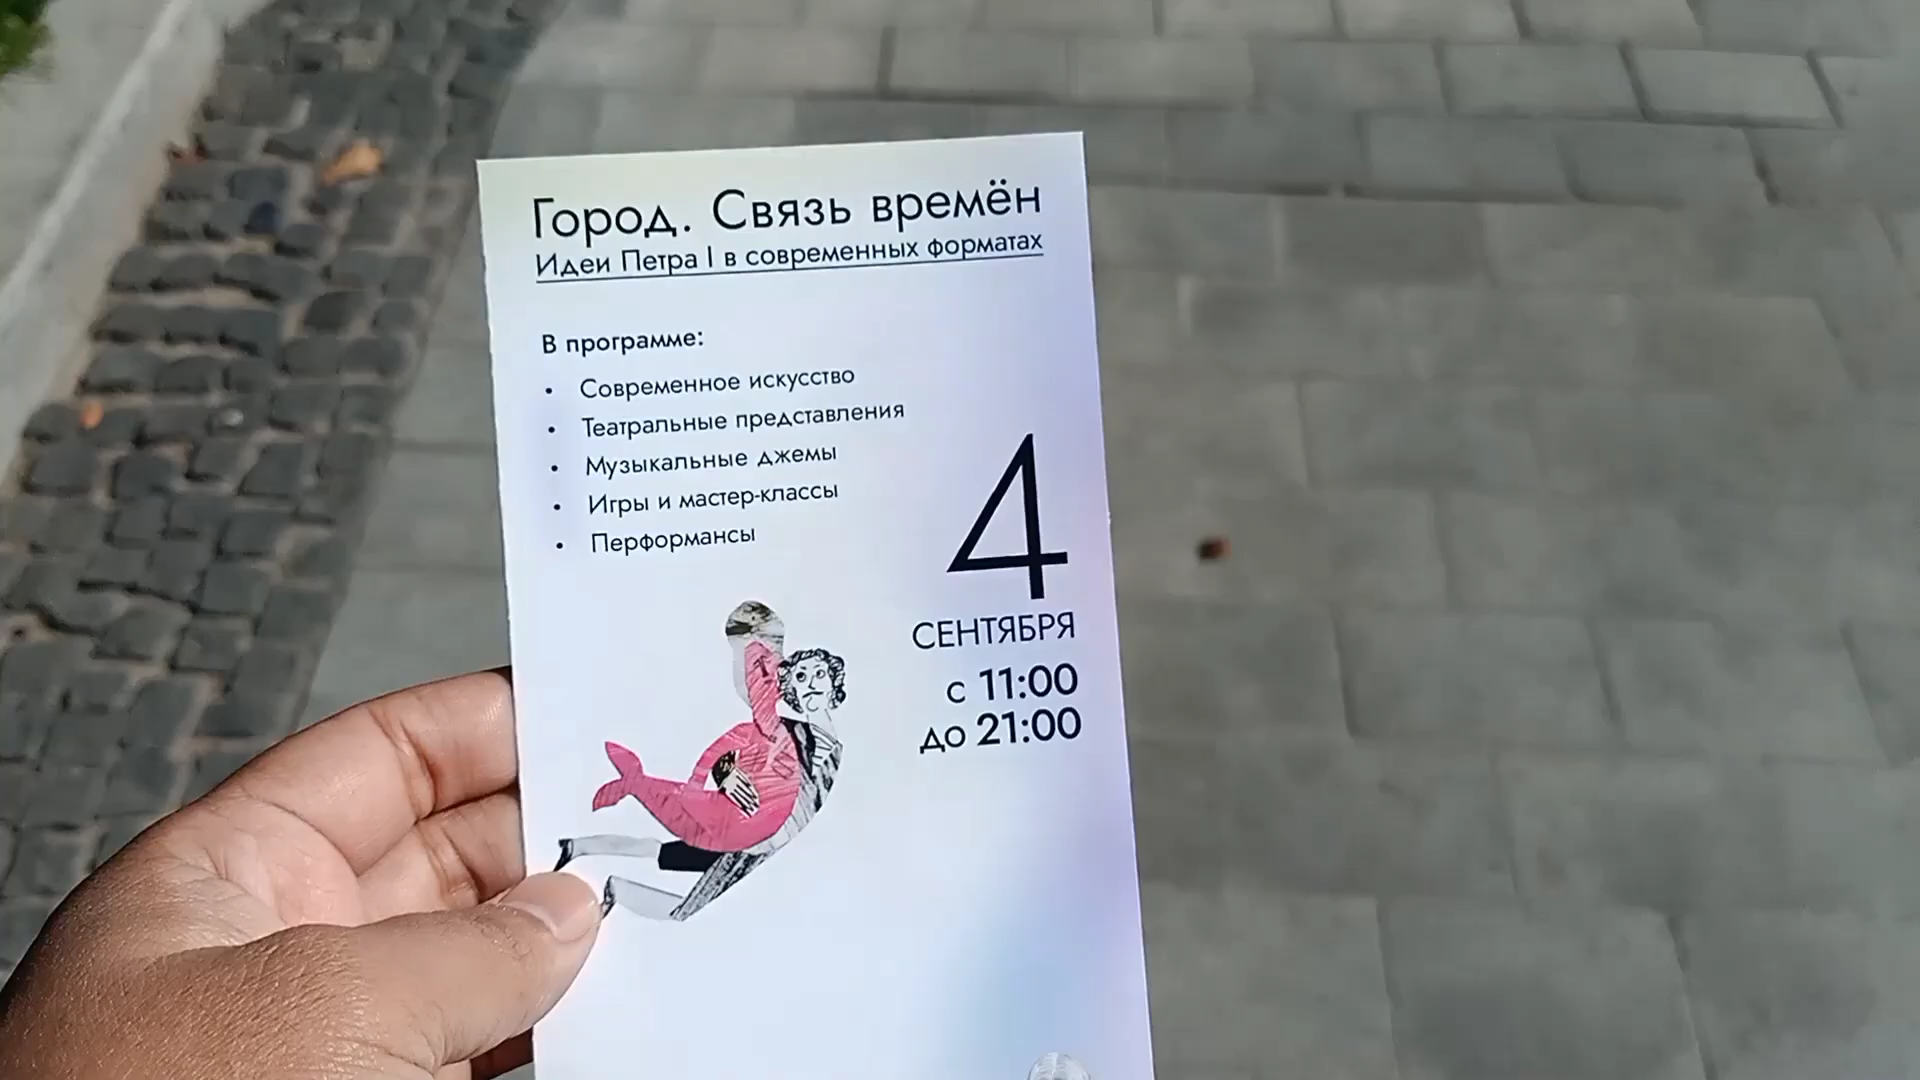 Город. Связь времён
Идеи Петра I в современных форматах
В программе:
• Современное искусство
• Театральные представления
• Музыкальные джемы
• Игры и мастер-классы
• Перформансы
4
СЕНТЯБРЯ
с 11:00
до 21:00